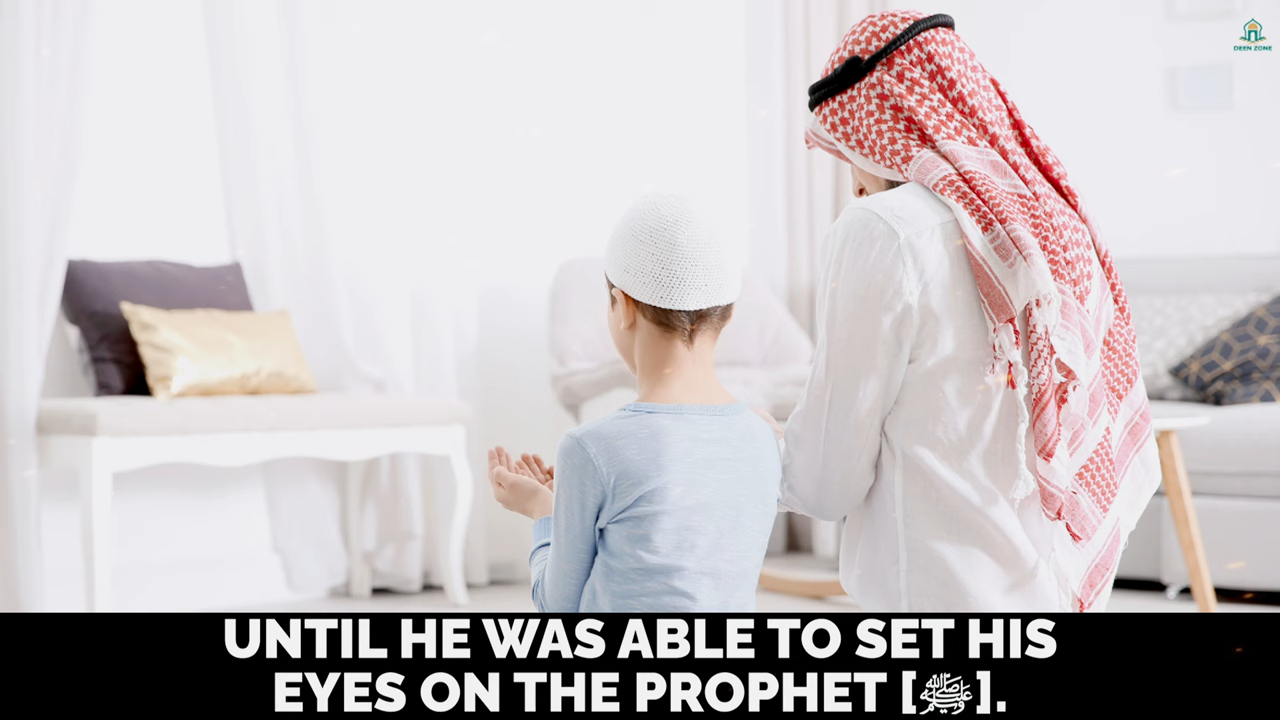 DEEN ZONE
UNTIL HE WAS ABLE TO SET HIS
EYES ON THE PROPHET [ﷺ].